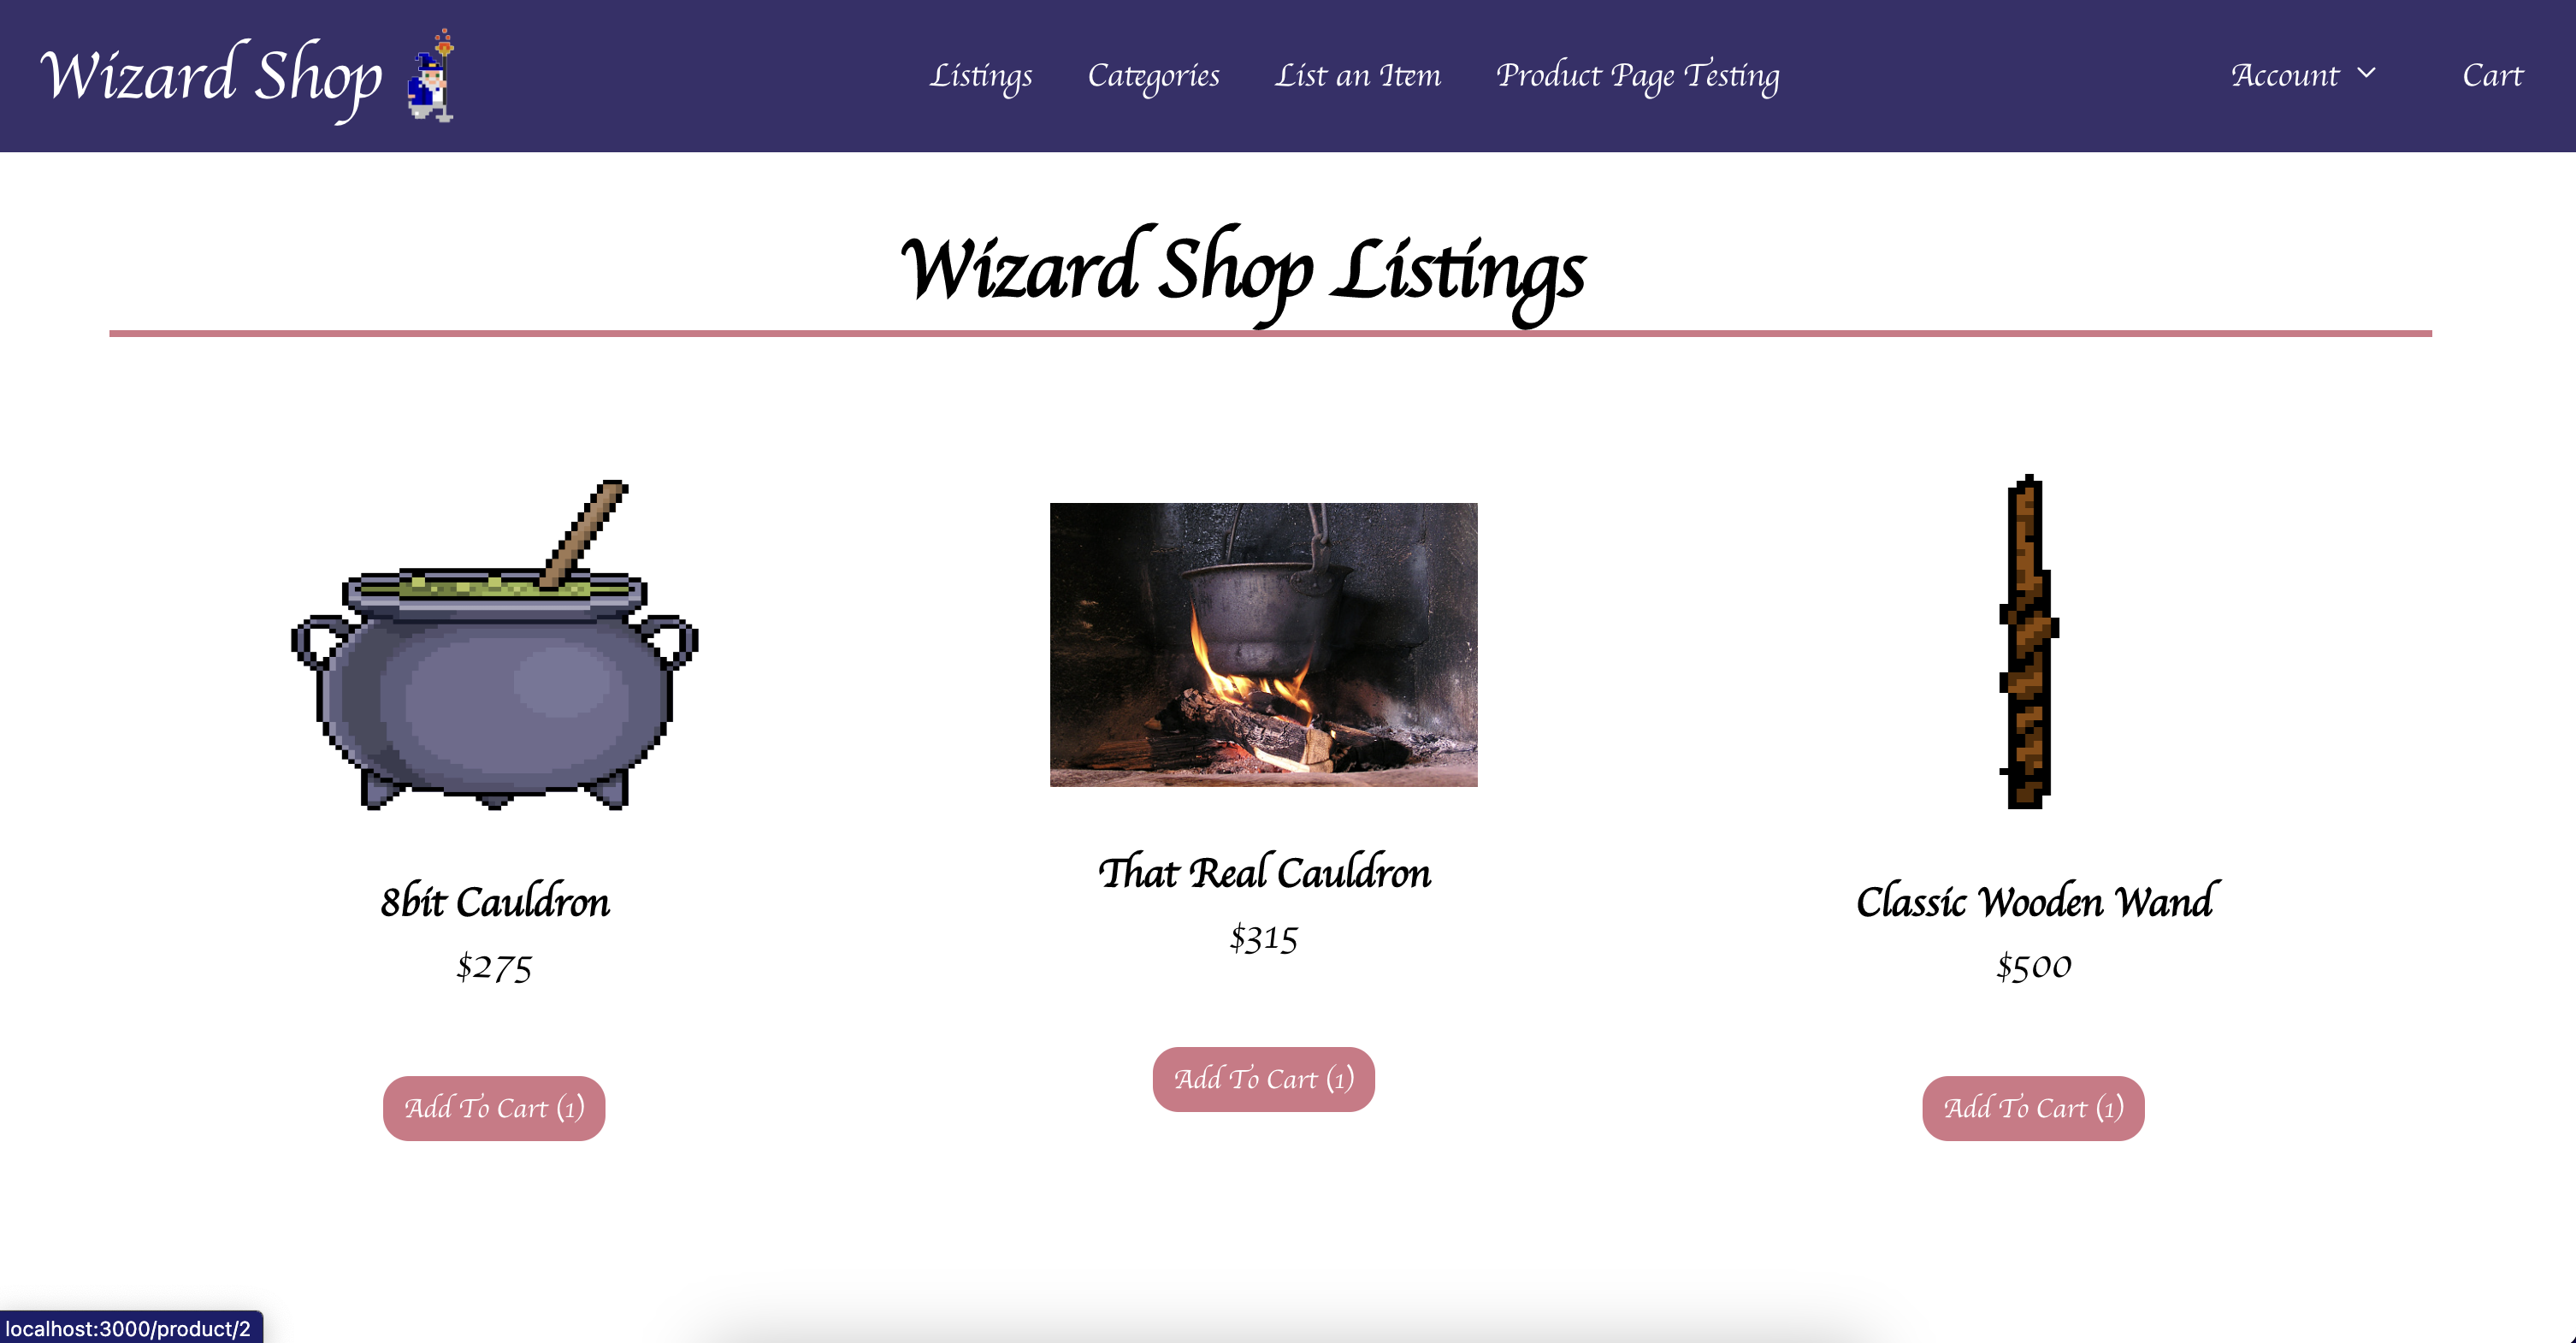 Wizard Shop
Listings Categories List an Item Product Page Testing
Account
Cart
Wizard Shop Listings
8bit Cauldron
$275
Add To Cart (1)
That Real Cauldron
$315
Add To Cart (1)
Classic Wooden Wand
$500
Add To Cart (1)
localhost:3000/product/2